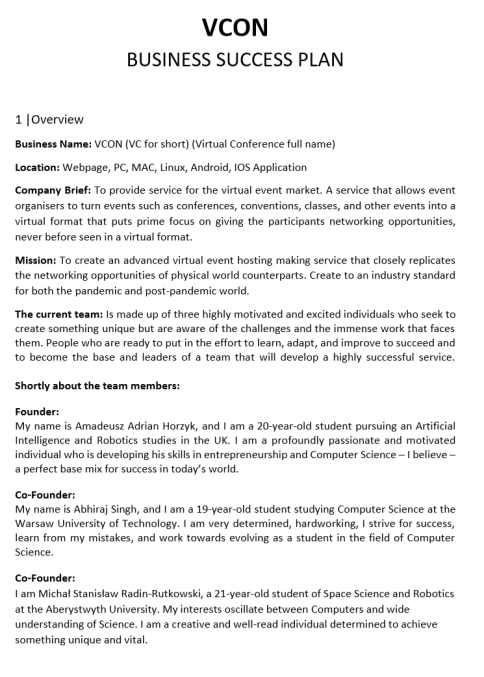 VCON
BUSINESS SUCCESS PLAN
1 |Overview
Business Name: VCON (VC for short) (Virtual Conference full name)
Location: Webpage, PC, MAC, Linux, Android, IOS Application
Company Brief: To provide service for the virtual event market. A service that allows event
organisers to turn events such as conferences, conventions, classes, and other events into a
virtual format that puts prime focus on giving the participants networking opportunities,
never before seen in a virtual format.
Mission: To create an advanced virtual event hosting making service that closely replicates
the networking opportunities of physical world counterparts. Create to an industry standard
for both the pandemic and post-pandemic world.
The current team: Is made up of three highly motivated and excited individuals who seek to
create something unique but are aware of the challenges and the immense work that faces
them. People who are ready to put in the effort to learn, adapt, and improve to succeed and
to become the base and leaders of a team that will develop a highly successful service.
Shortly about the team members:
Founder:
My name is Amadeusz Adrian Horzyk, and I am a 20-year-old student pursuing an Artificial
Intelligence and Robotics studies in the UK. I am a profoundly passionate and motivated
individual who is developing his skills in entrepreneurship and Computer Science – I believe –
a perfect base mix for success in today's world.
Co-Founder:
My name is Abhiraj Singh, and I am a 19-year-old student studying Computer Science at the
Warsaw University of Technology. I am very determined, hardworking, I strive for success,
learn from my mistakes, and work towards evolving as a student in the field of Computer
Science.
Co-Founder:
I am Michał Stanisław Radin-Rutkowski, a 21-year-old student of Space Science and Robotics
at the Aberystwyth University. My interests oscillate between Computers and wide
understanding of Science. I am a creative and well-read individual determined to achieve
something unique and vital.